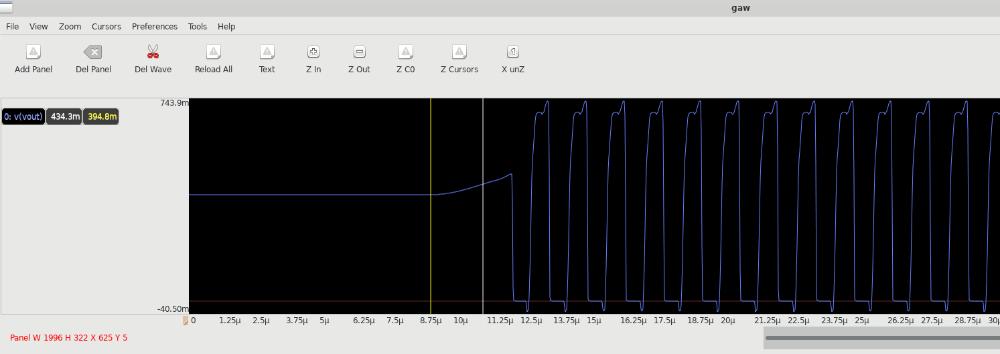 gaw
File View Zoom Cursors Preferences Tools Help
Add Panel Del Panel Del Wave Reload All Text Z In Z Out Z C0 Z Cursors X unZ
743.9m
0: v(vout) 434.3m 394.8m
-40.50m
0 1.25µ 2.5µ 3.75µ 5µ 6.25µ 7.5µ 8.75µ 10µ 11.25µ 12.5µ 13.75µ 15µ 16.25µ 17.5µ 18.75µ 20µ 21.25µ 22.5µ 23.75µ 25µ 26.25µ 27.5µ 28.75µ 30µ
Panel W 1996 H 322 X 625 Y 5